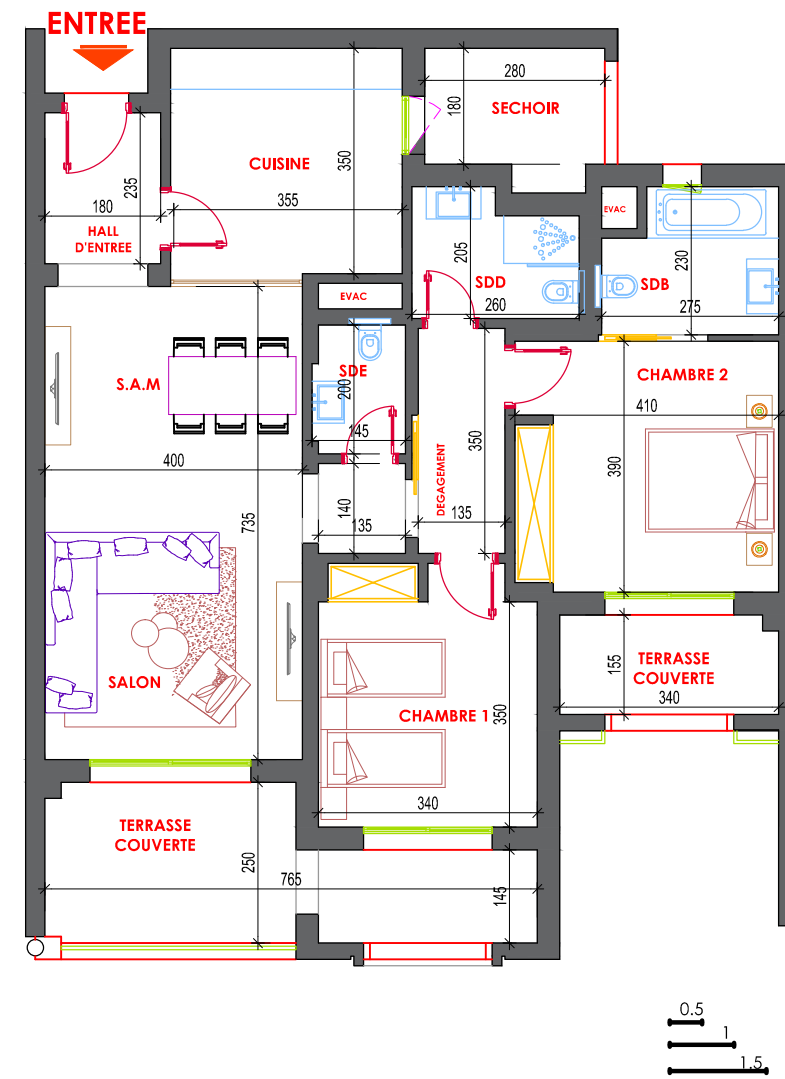 ENTREE
280
180
SECHOIR
CUISINE
350
355
235
180
HALL
D'ENTREE
EVAC
205
SDD
260
230
SDB
275
EVAC
S.A.M
SDE
200
145
CHAMBRE 2
410
390
350
DEGAGEMENT
135
400
735
140
135
SALON
CHAMBRE 1
350
340
155
TERRASSE
COUVERTE
340
TERRASSE
COUVERTE
250
765
145
0.5
1
1.5